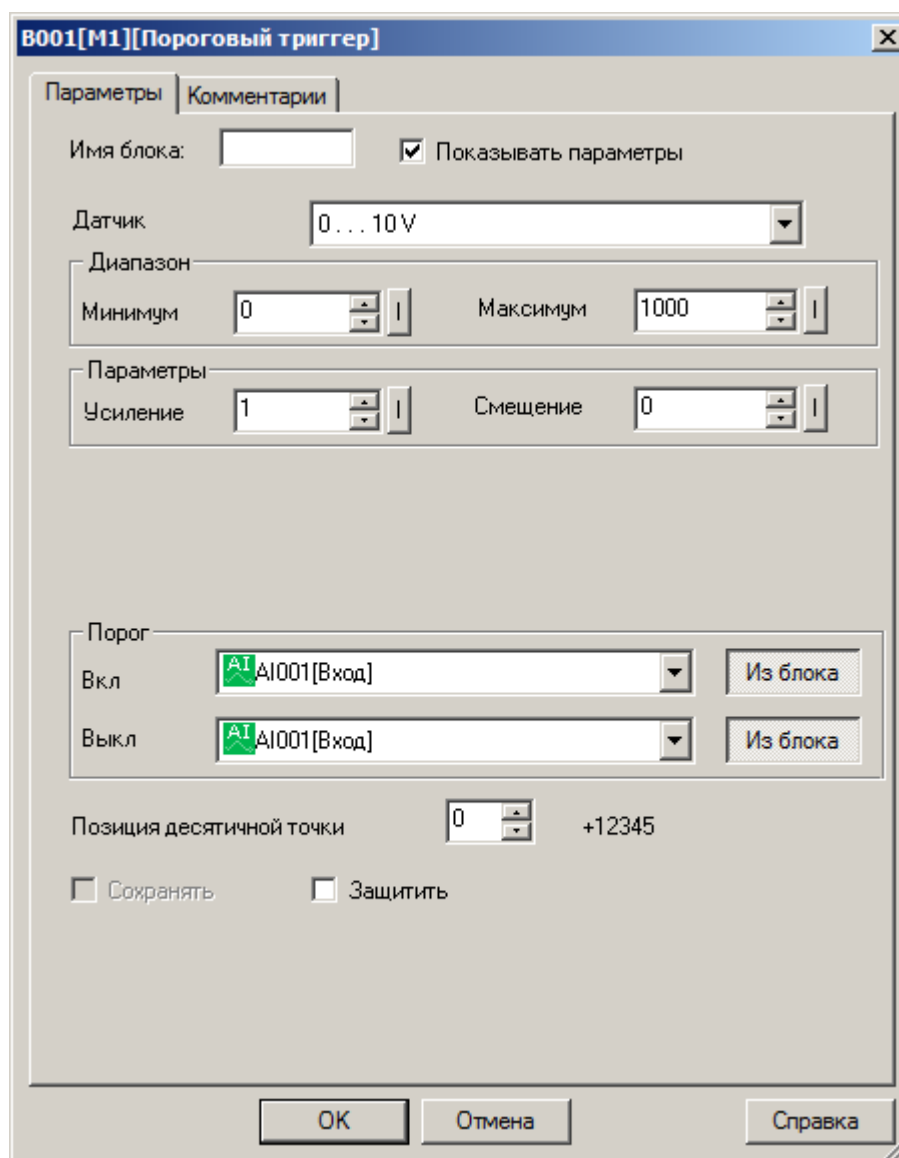 B001[M1][Пороговый триггер]
Параметры Комментарии
Имя блока: Показывать параметры
Датчик 0 . . . 10 V
Диапазон
Минимум 0 Максимум 1000
Параметры
Усиление 1 Смещение 0
Порог
Вкл AI AI001[Вход] Из блока
Выкл AI AI001[Вход] Из блока
Позиция десятичной точки 0 +12345
Сохранять Защитить
OK Отмена Справка